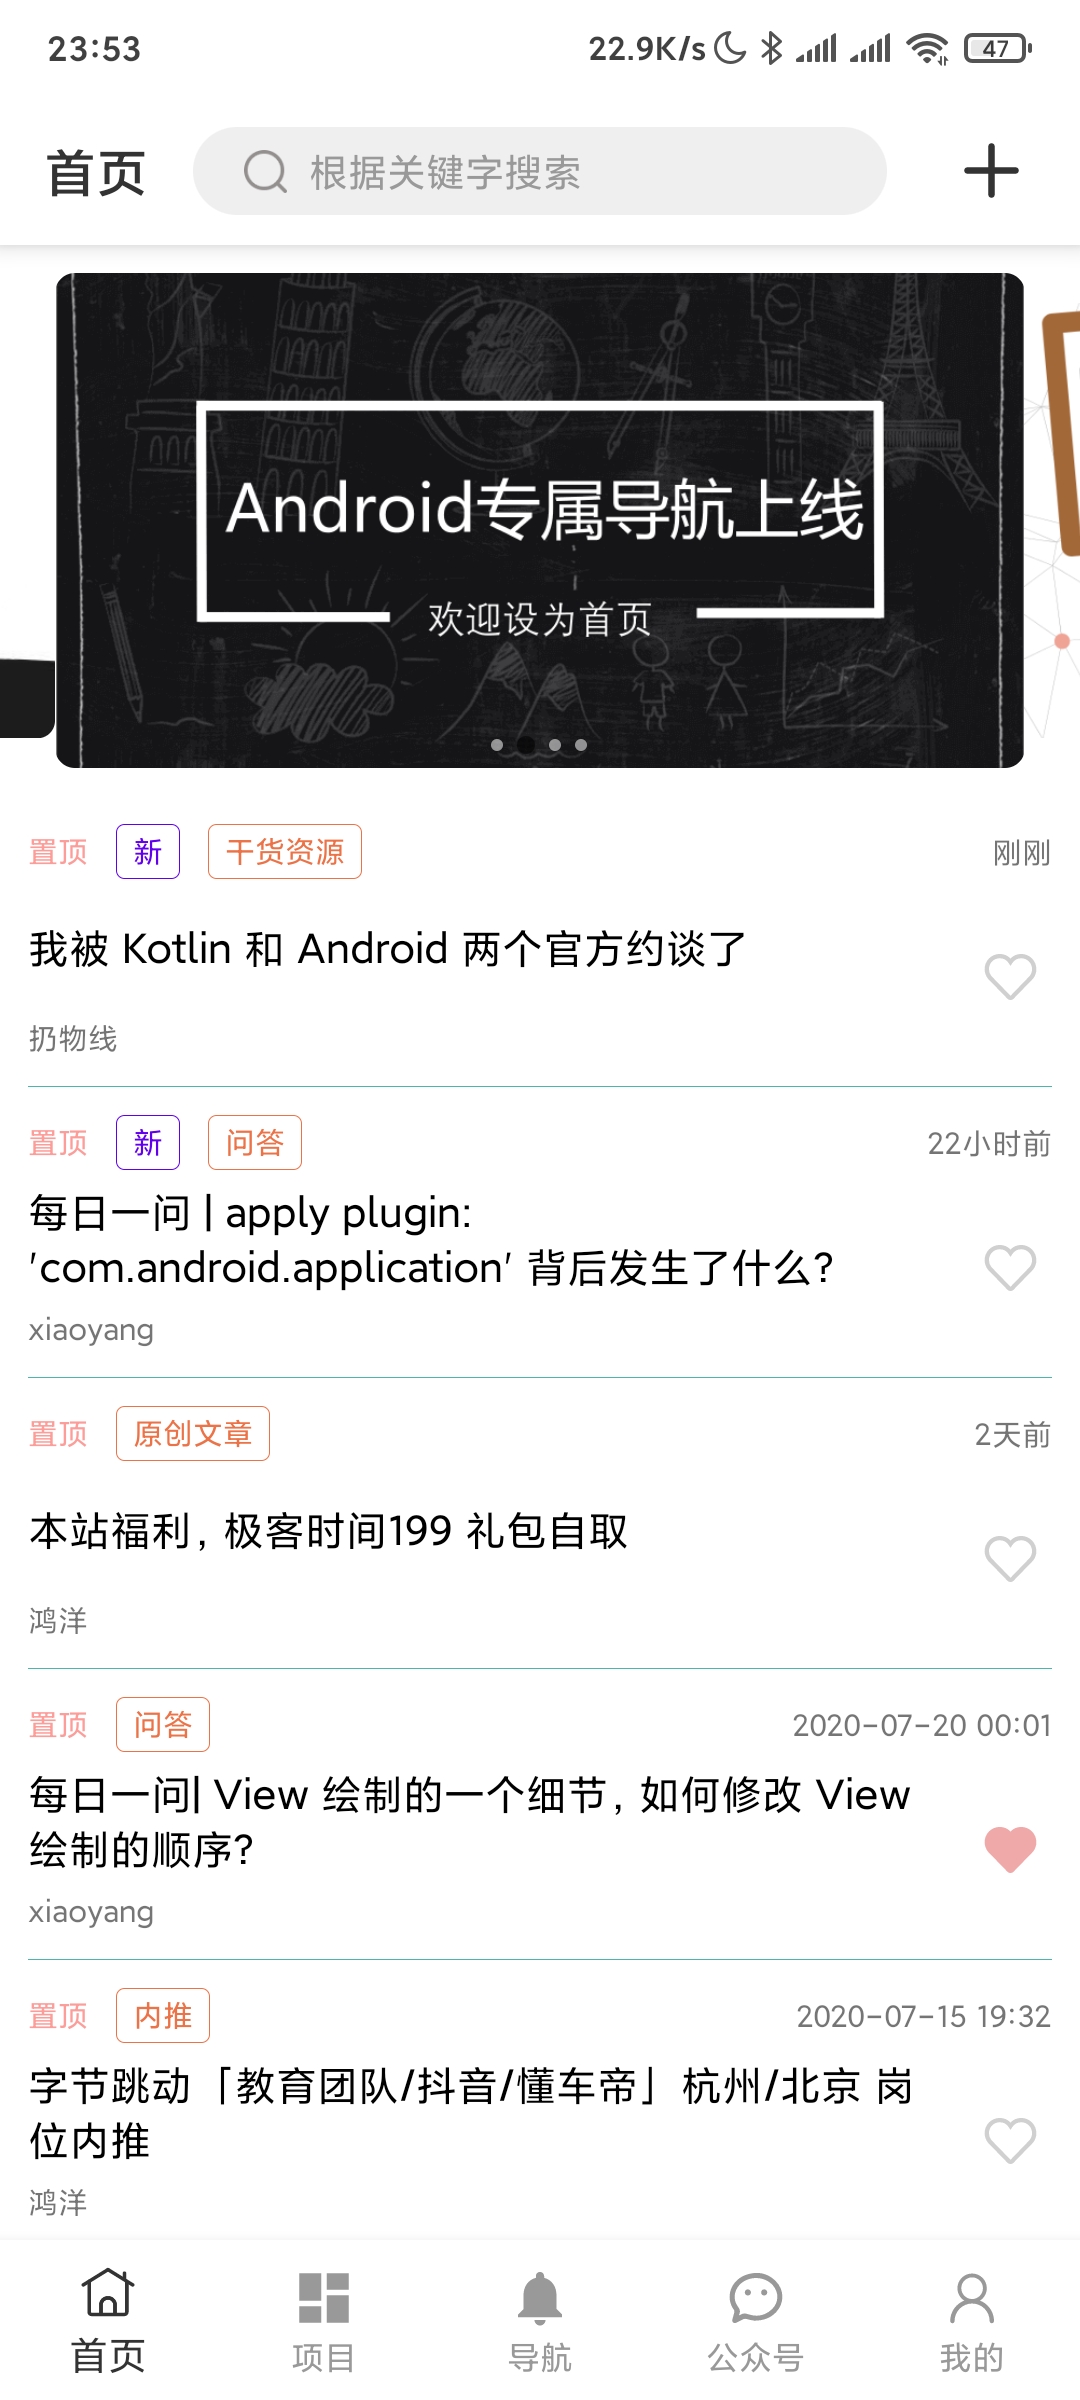 23:53
22.9K/s
47
首页
根据关键字搜索
Android专属导航上线
欢迎设为首页
置顶 新 干货资源 刚刚
我被 Kotlin 和 Android 两个官方约谈了
扔物线
置顶 新 问答 22小时前
每日一问 | apply plugin:
'com.android.application' 背后发生了什么?
xiaoyang
置顶 原创文章 2天前
本站福利, 极客时间199 礼包自取
鸿洋
置顶 问答 2020-07-20 00:01
每日一问| View 绘制的一个细节, 如何修改 View
绘制的顺序?
xiaoyang
置顶 内推 2020-07-15 19:32
字节跳动「教育团队/抖音/懂车帝」杭州/北京 岗
位内推
鸿洋
首页 项目 导航 公众号 我的